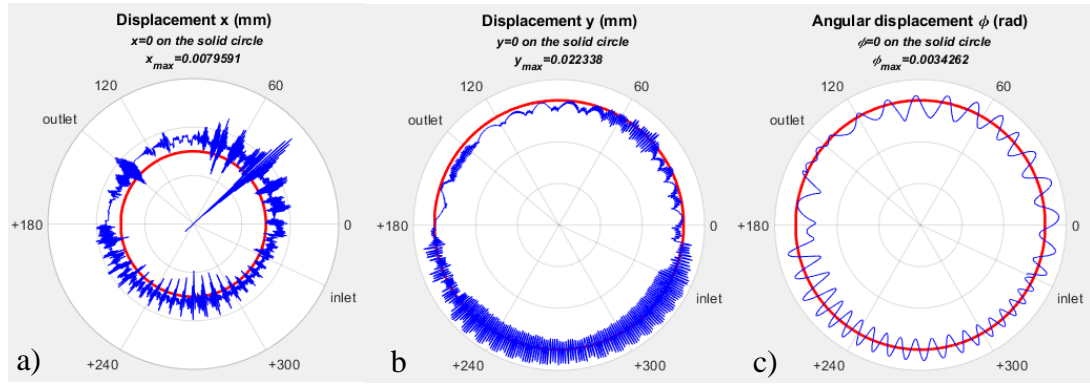 Displacement x (mm)
x=0 on the solid circle
x_max=0.0079591
120
60
outlet
+180
0
inlet
+240
+300
a)
Displacement y (mm)
y=0 on the solid circle
y_max=0.022338
120
60
outlet
+180
0
inlet
+240
+300
b
Angular displacement ϕ (rad)
ϕ=0 on the solid circle
ϕ_max=0.0034262
120
60
outlet
+180
0
inlet
+240
+300
c)